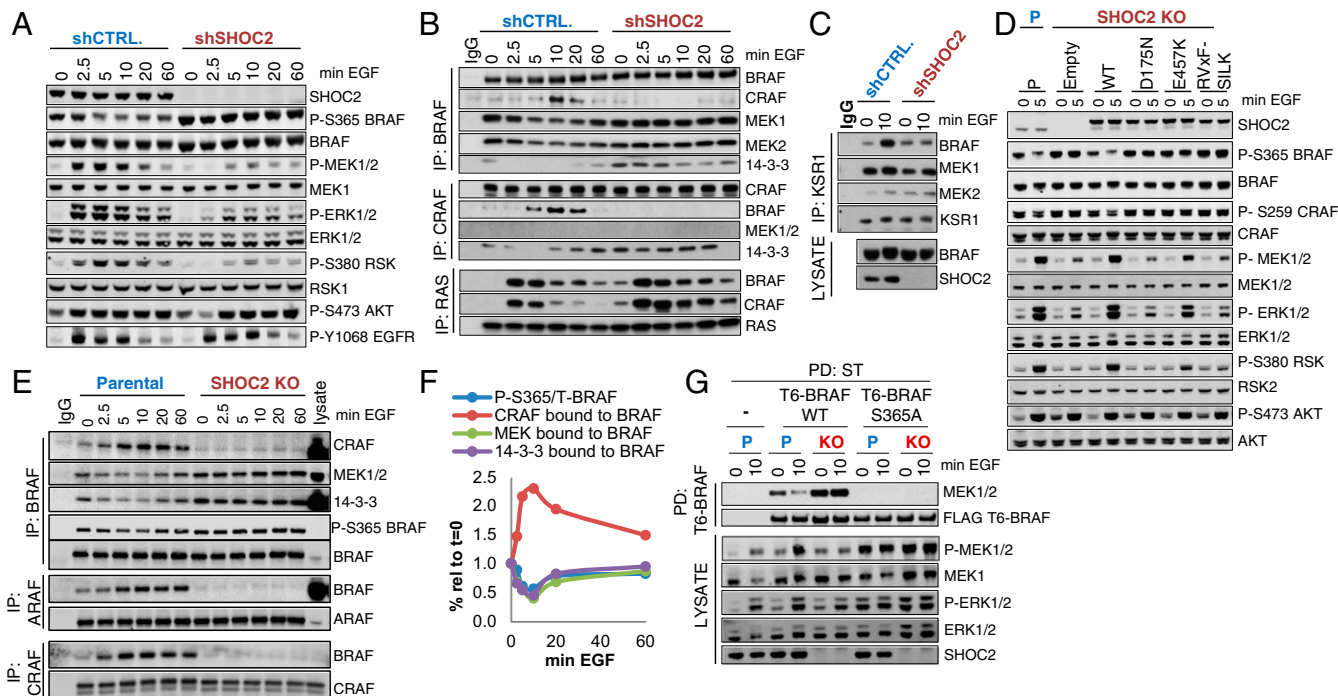 A
shCTRL. shSHOC2
0 2.5 5 10 20 60 0 2.5 5 10 20 60 min EGF
SHOC2
P-S365 BRAF
BRAF
P-MEK1/2
MEK1
P-ERK1/2
ERK1/2
P-S380 RSK
RSK1
P-S473 AKT
P-Y1068 EGFR
B
shCTRL. shSHOC2
IgG 0 2.5 5 10 20 60 0 2.5 5 10 20 60 min EGF
IP: BRAF
BRAF
CRAF
MEK1
MEK2
14-3-3
IP: CRAF
CRAF
BRAF
MEK1/2
14-3-3
IP: RAS
BRAF
CRAF
RAS
C
shCTRL. shSHOC2
IgG 0 10 0 10 min EGF
IP: KSR1
BRAF
MEK1
MEK2
KSR1
LYSATE
BRAF
SHOC2
D
P SHOC2 KO
P Empty WT D175N E457K RVxF-SILK
0 5 0 5 0 5 0 5 0 5 0 5 min EGF
SHOC2
P-S365 BRAF
BRAF
P- S259 CRAF
CRAF
P- MEK1/2
MEK1/2
P- ERK1/2
ERK1/2
P-S380 RSK
RSK2
P-S473 AKT
AKT
E
Parental SHOC2 KO
IgG 0 2.5 5 10 20 60 0 2.5 5 10 20 60 lysate min EGF
IP: BRAF
CRAF
MEK1/2
14-3-3
P-S365 BRAF
BRAF
IP: ARAF
BRAF
ARAF
IP: CRAF
BRAF
CRAF
F
P-S365/T-BRAF
CRAF bound to BRAF
MEK bound to BRAF
14-3-3 bound to BRAF
% rel to t=0
2.5
2.0
1.5
1.0
0.5
0.0
0 20 40 60
min EGF
G
PD: ST
- T6-BRAF WT T6-BRAF S365A
P P KO P KO
0 10 0 10 0 10 0 10 0 10 min EGF
PD: T6-BRAF
MEK1/2
FLAG T6-BRAF
LYSATE
P-MEK1/2
MEK1
P-ERK1/2
ERK1/2
SHOC2